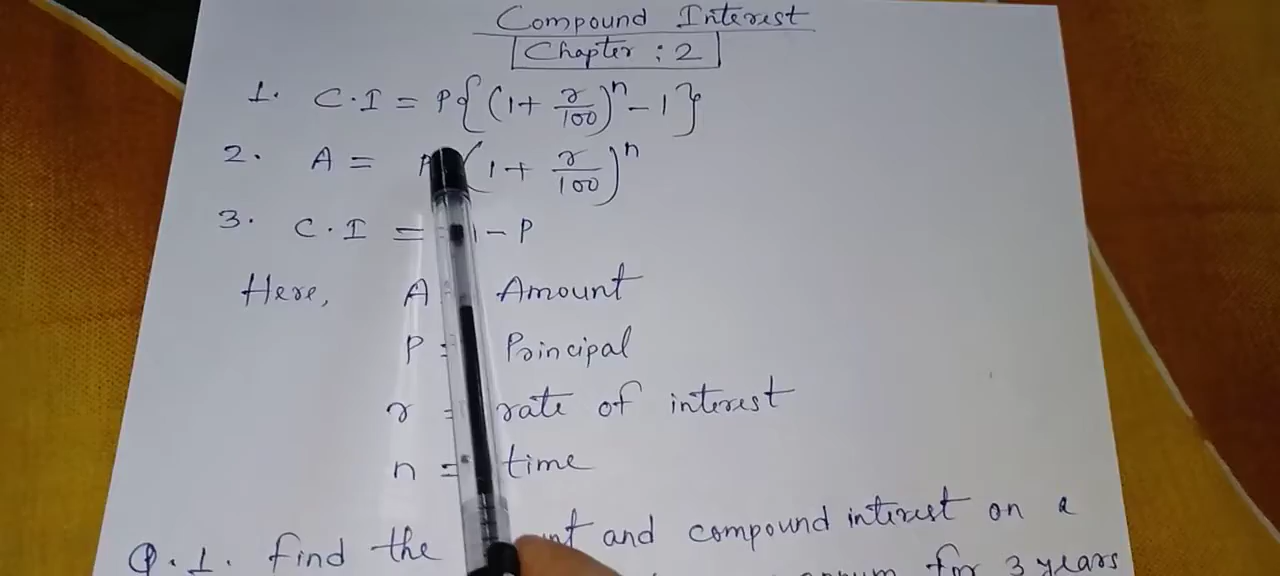 Compound Interest
Chapter : 2
1. C.I = P{(1 + r/100)^n - 1}
2. A = P(1 + r/100)^n
3. C.I = - P
Here, A Amount
P = Principal
r = rate of interest
n = time
Q.1. Find the and compound interest on a
annum for 3 years